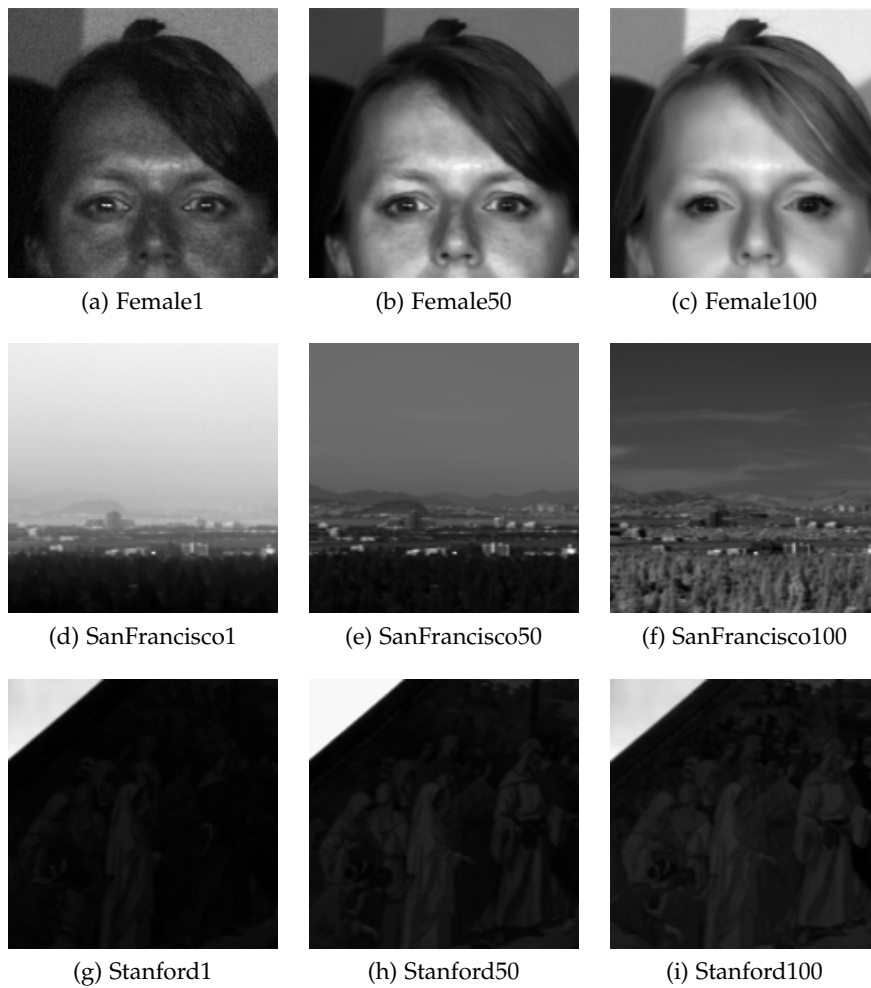 (a) Female1
(b) Female50
(c) Female100
(d) SanFrancisco1
(e) SanFrancisco50
(f) SanFrancisco100
(g) Stanford1
(h) Stanford50
(i) Stanford100